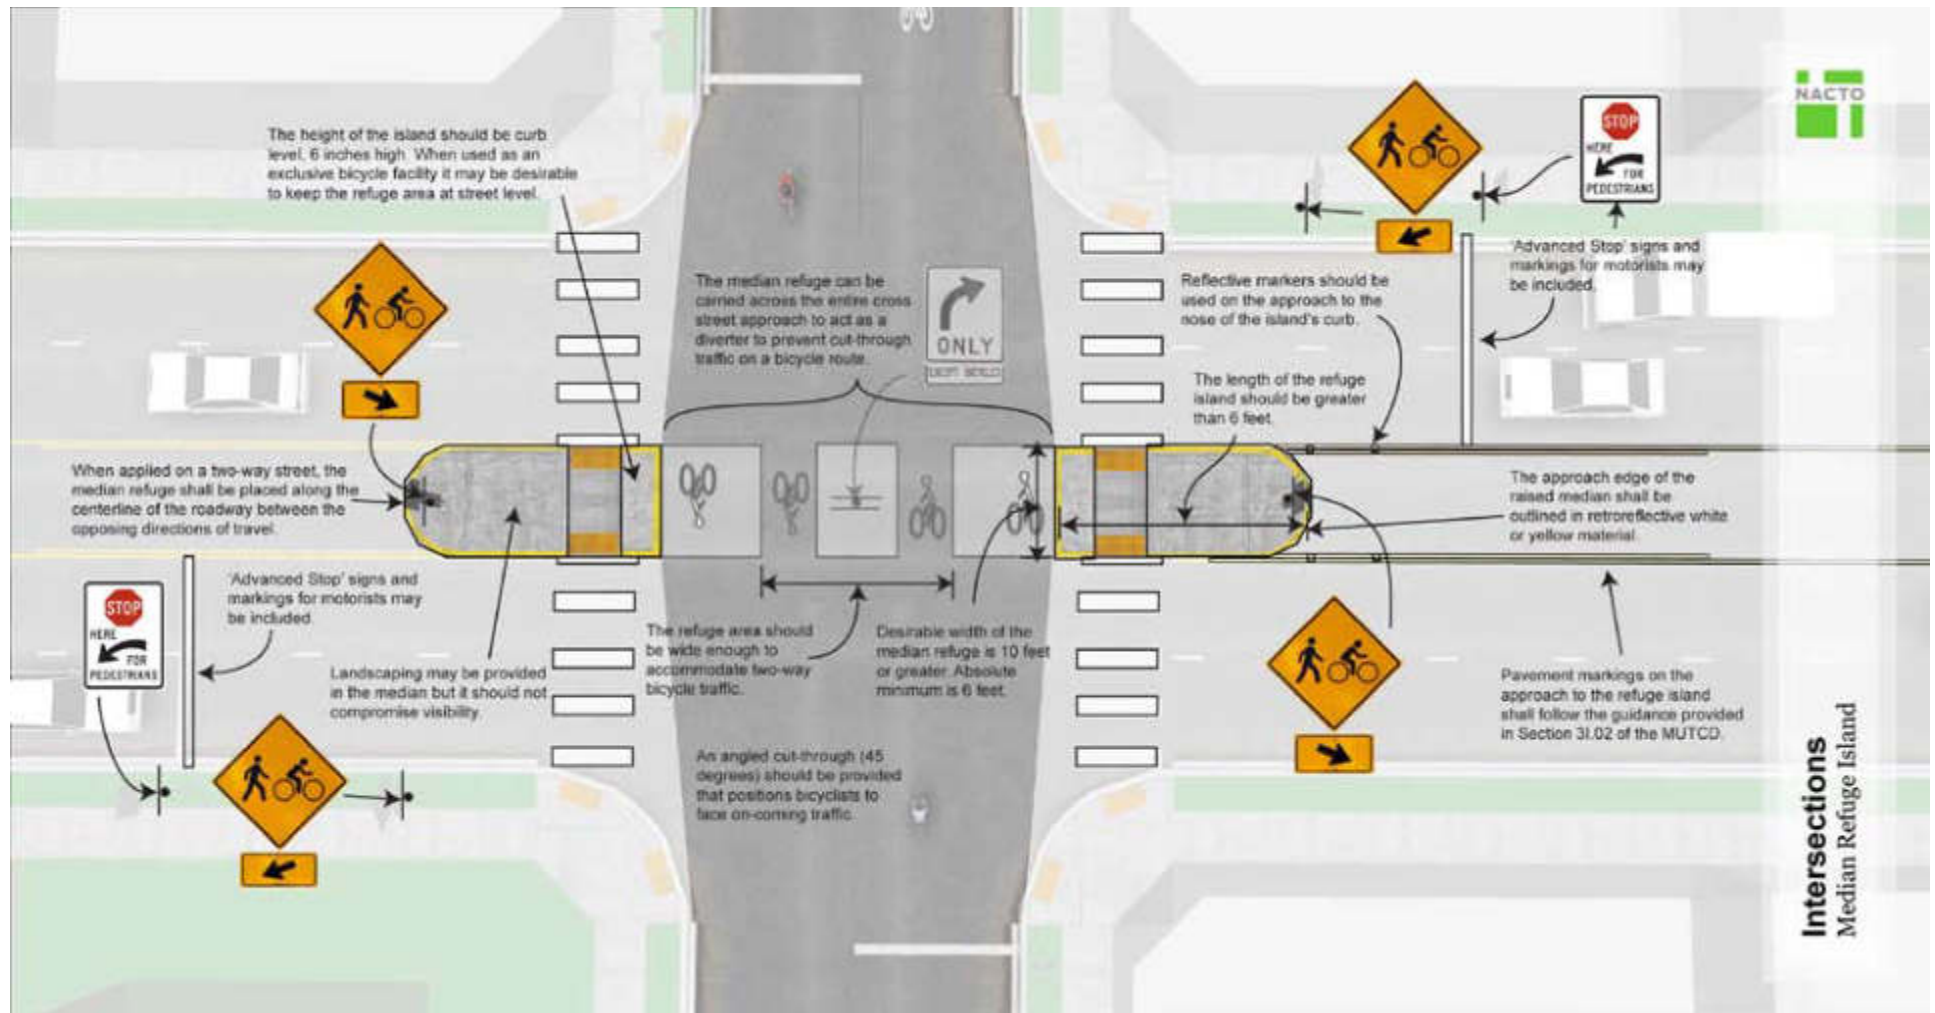 NACTO
STOP
HERE
FOR
PEDESTRIANS
The height of the island should be curb
level, 6 inches high. When used as an
exclusive bicycle facility it may be desirable
to keep the refuge area at street level.
'Advanced Stop' signs and
markings for motorists may
be included.
The median refuge can be
carried across the entire cross
street approach to act as a
diverter to prevent cut-through
traffic on a bicycle route.
ONLY
Reflective markers should be
used on the approach to the
nose of the island's curb.
The length of the refuge
island should be greater
than 6 feet.
When applied on a two-way street, the
median refuge shall be placed along the
centerline of the roadway between the
opposing directions of travel.
The approach edge of the
raised median shall be
outlined in retroreflective white
or yellow material.
'Advanced Stop' signs and
markings for motorists may
be included.
STOP
HERE
FOR
PEDESTRIANS
Landscaping may be provided
in the median but it should not
compromise visibility.
The refuge area should
be wide enough to
accommodate two-way
bicycle traffic.
Desirable width of the
median refuge is 10 feet
or greater. Absolute
minimum is 6 feet.
Pavement markings on the
approach to the refuge island
shall follow the guidance provided
in Section 3I.02 of the MUTCD.
An angled cut-through (45
degrees) should be provided
that positions bicyclists to
face on-coming traffic.
Intersections
Median Refuge Island